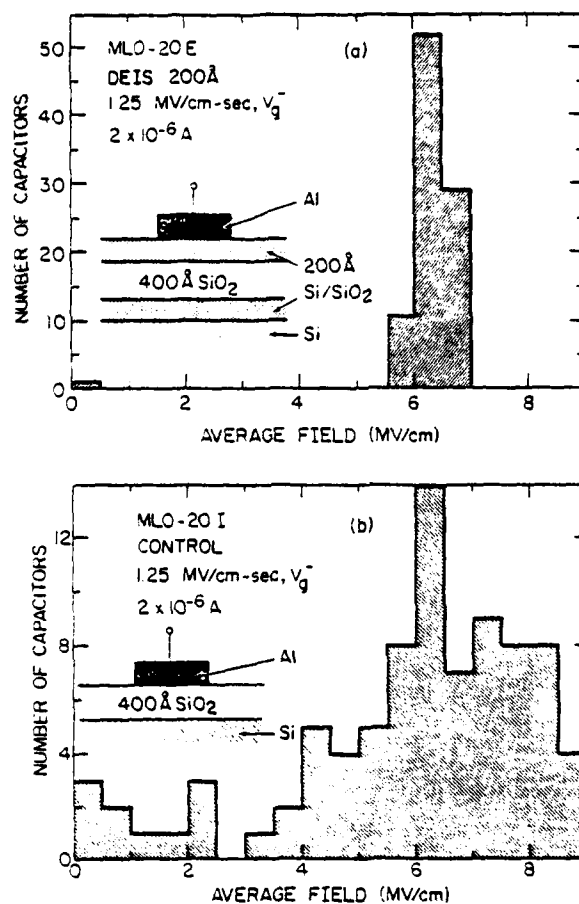 (a)
MLO-20E
DEIS 200Å
1.25 MV/cm-sec, Vg-
2 x 10-6 A
Al
200Å
400Å SiO2
Si/SiO2
Si
NUMBER OF CAPACITORS
50
40
30
20
10
0
0 2 4 6 8
AVERAGE FIELD (MV/cm)
(b)
MLO-20 I
CONTROL
1.25 MV/cm-sec, Vg-
2 x 10-6 A
Al
400Å SiO2
Si
NUMBER OF CAPACITORS
12
8
4
0
0 2 4 6 8
AVERAGE FIELD (MV/cm)